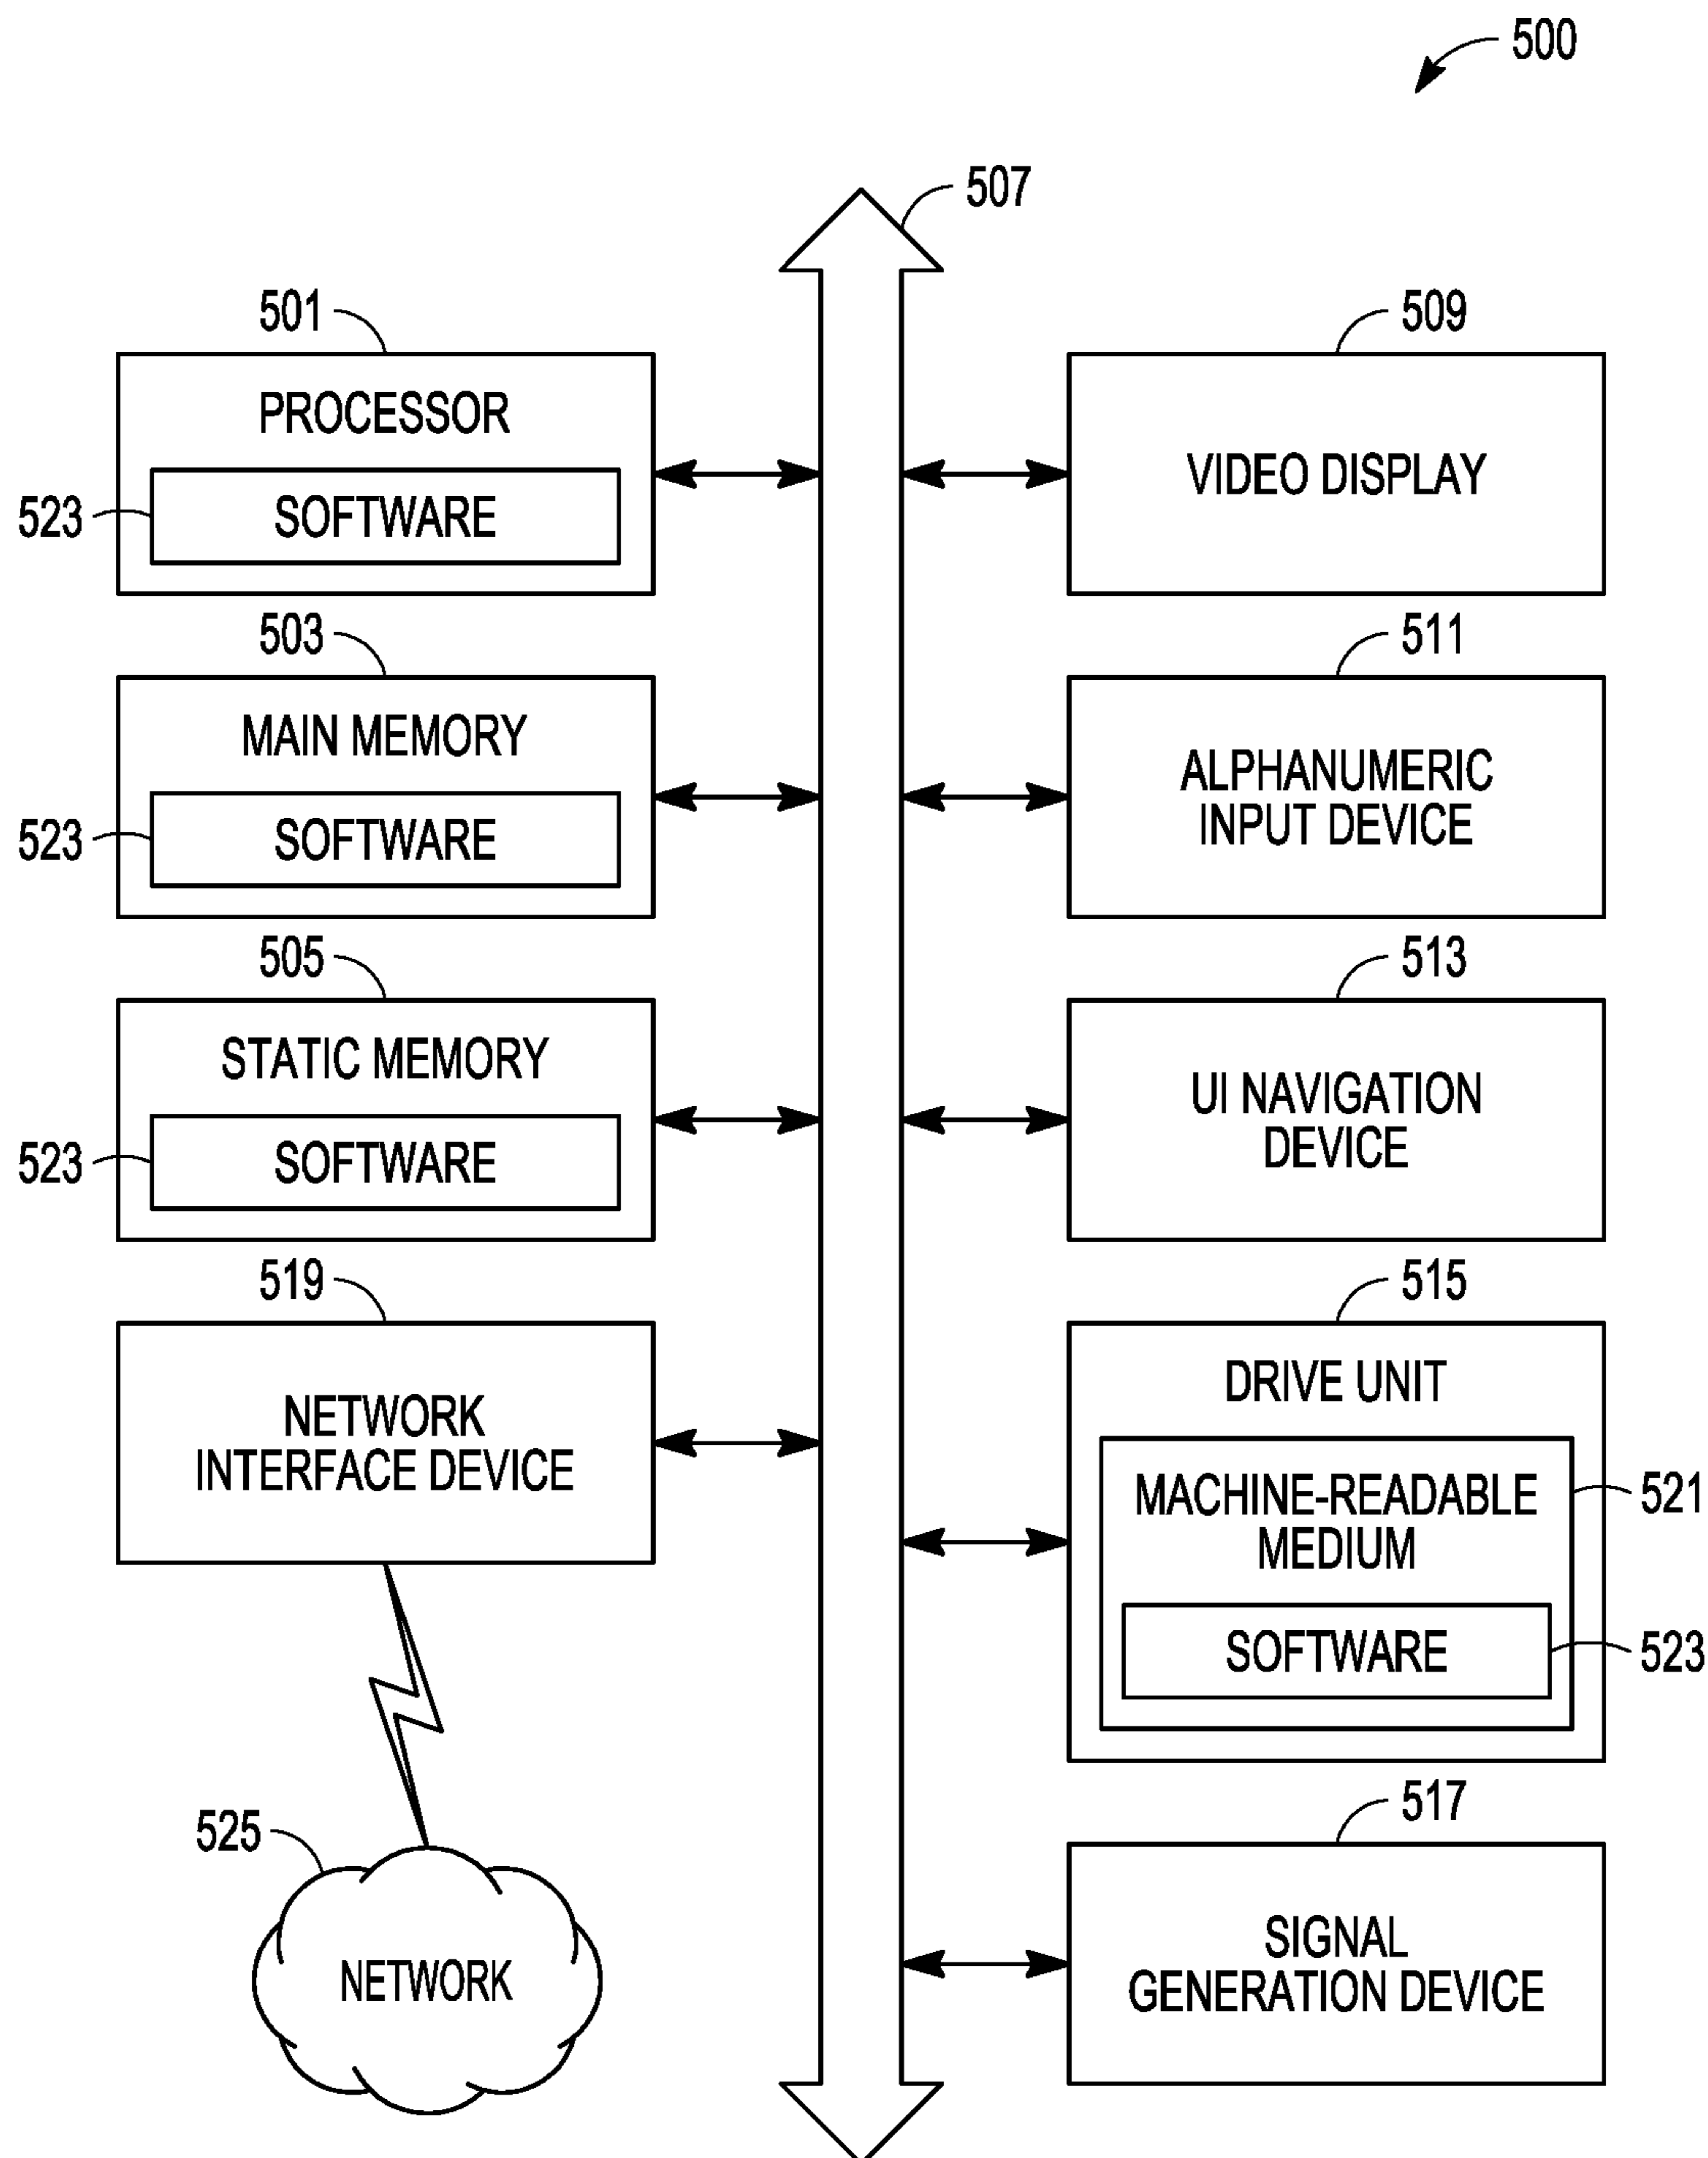 500
507
501
PROCESSOR
523
SOFTWARE
503
MAIN MEMORY
523
SOFTWARE
505
STATIC MEMORY
523
SOFTWARE
519
NETWORK
INTERFACE DEVICE
525
NETWORK
509
VIDEO DISPLAY
511
ALPHANUMERIC
INPUT DEVICE
513
UI NAVIGATION
DEVICE
515
DRIVE UNIT
521
MACHINE-READABLE
MEDIUM
SOFTWARE
523
517
SIGNAL
GENERATION DEVICE